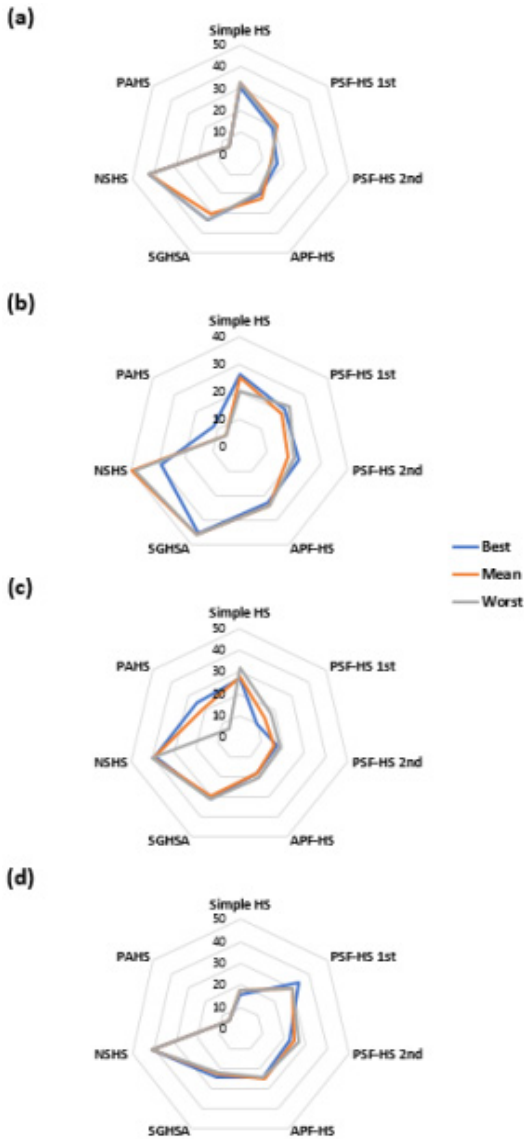 (a)
Simple HS
50
40
30
20
10
0
PSF-HS 1st
PSF-HS 2nd
APF-HS
SGHSA
NSHS
PAHS
(b)
Simple HS
40
30
20
10
0
PSF-HS 1st
PSF-HS 2nd
APF-HS
SGHSA
NSHS
PAHS
Best
Mean
Worst
(c)
Simple HS
50
40
30
20
10
0
PSF-HS 1st
PSF-HS 2nd
APF-HS
SGHSA
NSHS
PAHS
(d)
Simple HS
50
40
30
20
10
0
PSF-HS 1st
PSF-HS 2nd
APF-HS
SGHSA
NSHS
PAHS